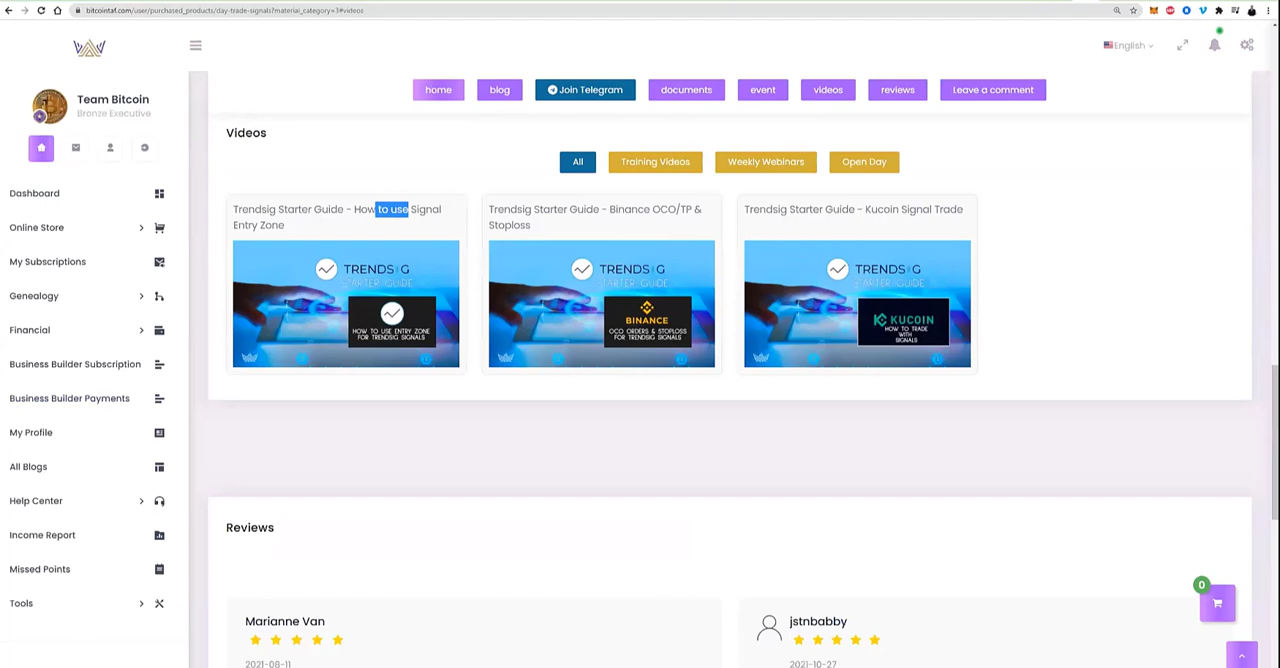 bitcointaf.com/user/purchased_products/day-trade-signals?material_category=3#videos
English
Team Bitcoin
Bronze Executive
Dashboard
Online Store
My Subscriptions
Genealogy
Financial
Business Builder Subscription
Business Builder Payments
My Profile
All Blogs
Help Center
Income Report
Missed Points
Tools
home
blog
Join Telegram
documents
event
videos
reviews
Leave a comment
Videos
All
Training Videos
Weekly Webinars
Open Day
Trendsig Starter Guide - How to use Signal
Entry Zone
TRENDSIG
STARTER GUIDE
HOW TO USE ENTRY ZONE
FOR TRENDSIG SIGNALS
Trendsig Starter Guide - Binance OCO/TP &
Stoploss
TRENDSIG
STARTER GUIDE
BINANCE
OCO ORDERS & STOPLOSS
FOR TRENDSIG SIGNALS
Trendsig Starter Guide - Kucoin Signal Trade
TRENDSIG
STARTER GUIDE
KUCOIN
HOW TO TRADE
WITH
SIGNALS
Reviews
0
Marianne Van
2021-08-11
jstnbabby
2021-10-27